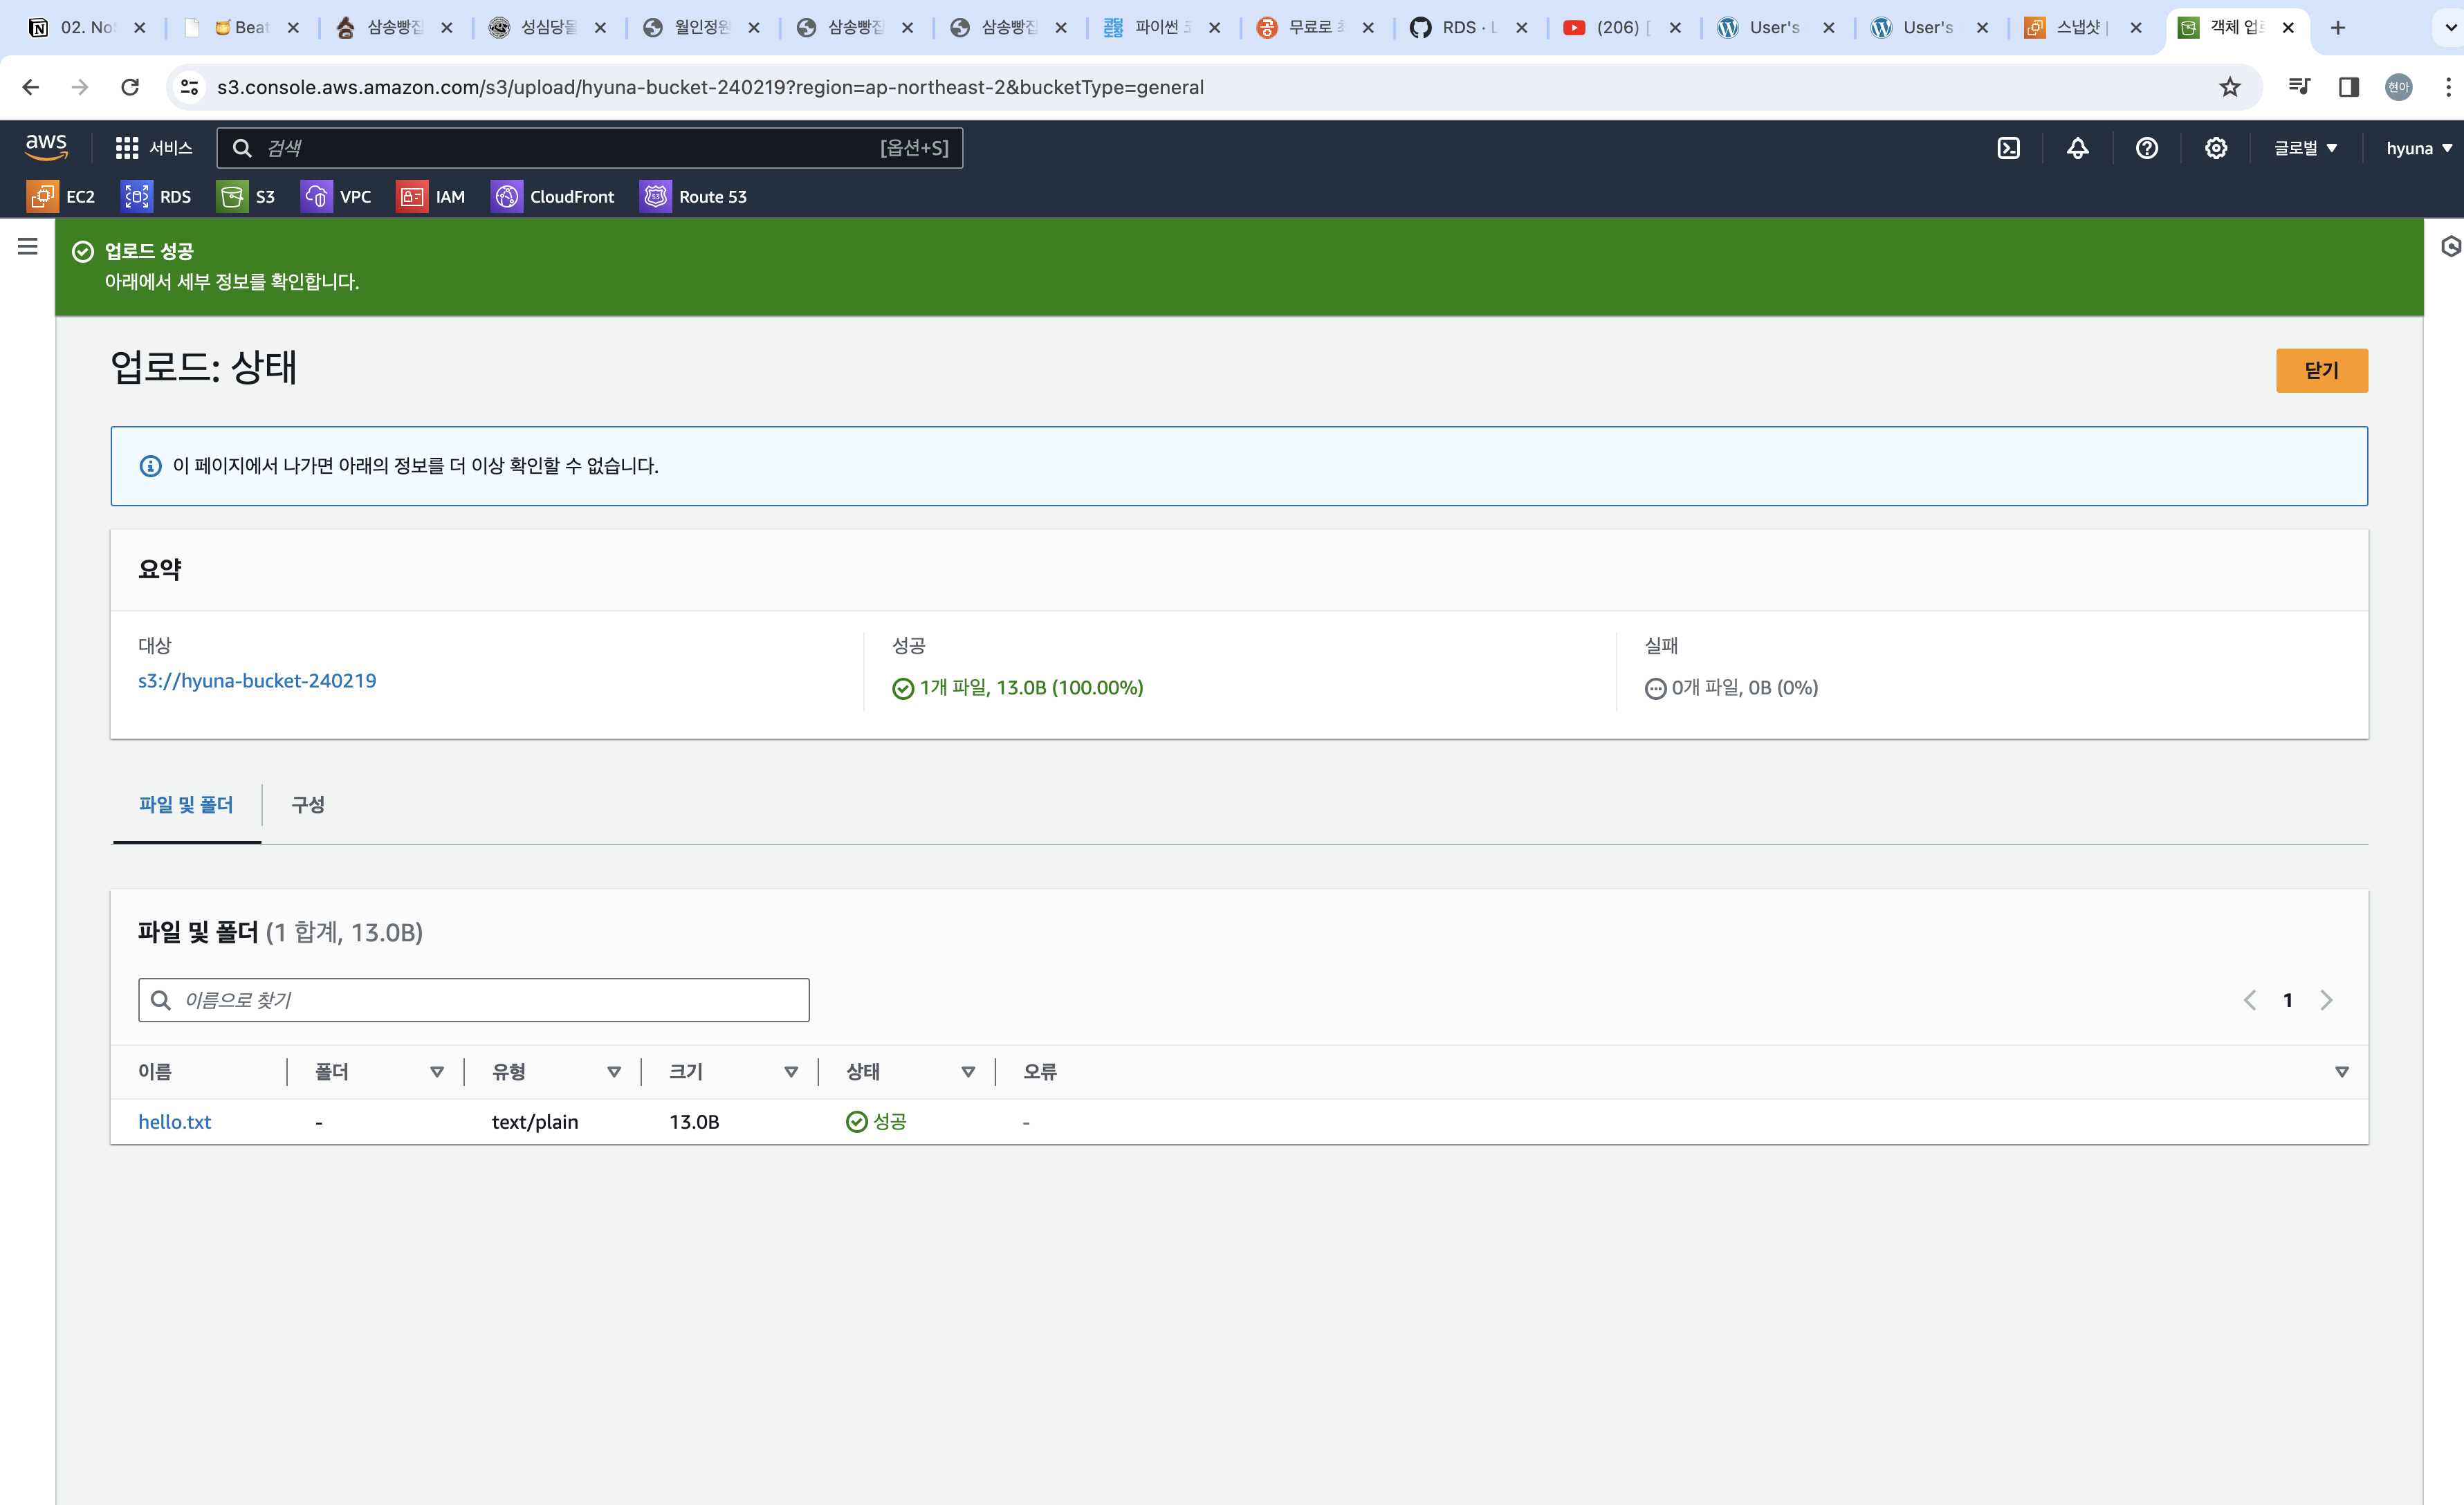 02. No
Beat
삼송빵집
성심당몰
월인정원
삼송빵집
삼송빵집
파이썬
무료로
RDS · L
(206) [
User's
User's
스냅샷 |
객체 업로
s3.console.aws.amazon.com/s3/upload/hyuna-bucket-240219?region=ap-northeast-2&bucketType=general
현아
aws
서비스
검색
[옵션+S]
글로벌
hyuna
EC2
RDS
S3
VPC
IAM
CloudFront
Route 53
업로드 성공
아래에서 세부 정보를 확인합니다.
업로드: 상태
닫기
이 페이지에서 나가면 아래의 정보를 더 이상 확인할 수 없습니다.
요약
대상
성공
실패
s3://hyuna-bucket-240219
1개 파일, 13.0B (100.00%)
0개 파일, 0B (0%)
파일 및 폴더
구성
파일 및 폴더 (1 합계, 13.0B)
이름으로 찾기
1
이름
폴더
유형
크기
상태
오류
hello.txt
-
text/plain
13.0B
성공
-